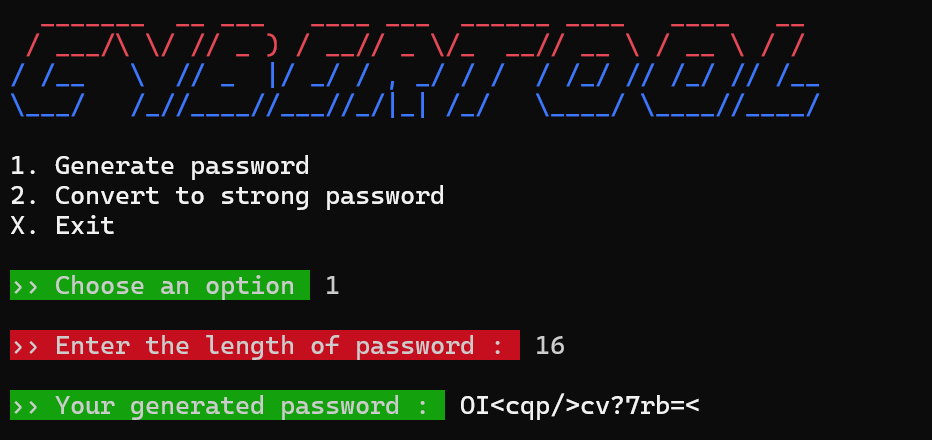 CYBERTOOL
1. Generate password
2. Convert to strong password
X. Exit
>> Choose an option 1
>> Enter the length of password : 16
>> Your generated password : OI<cqp/>cv?7rb=<